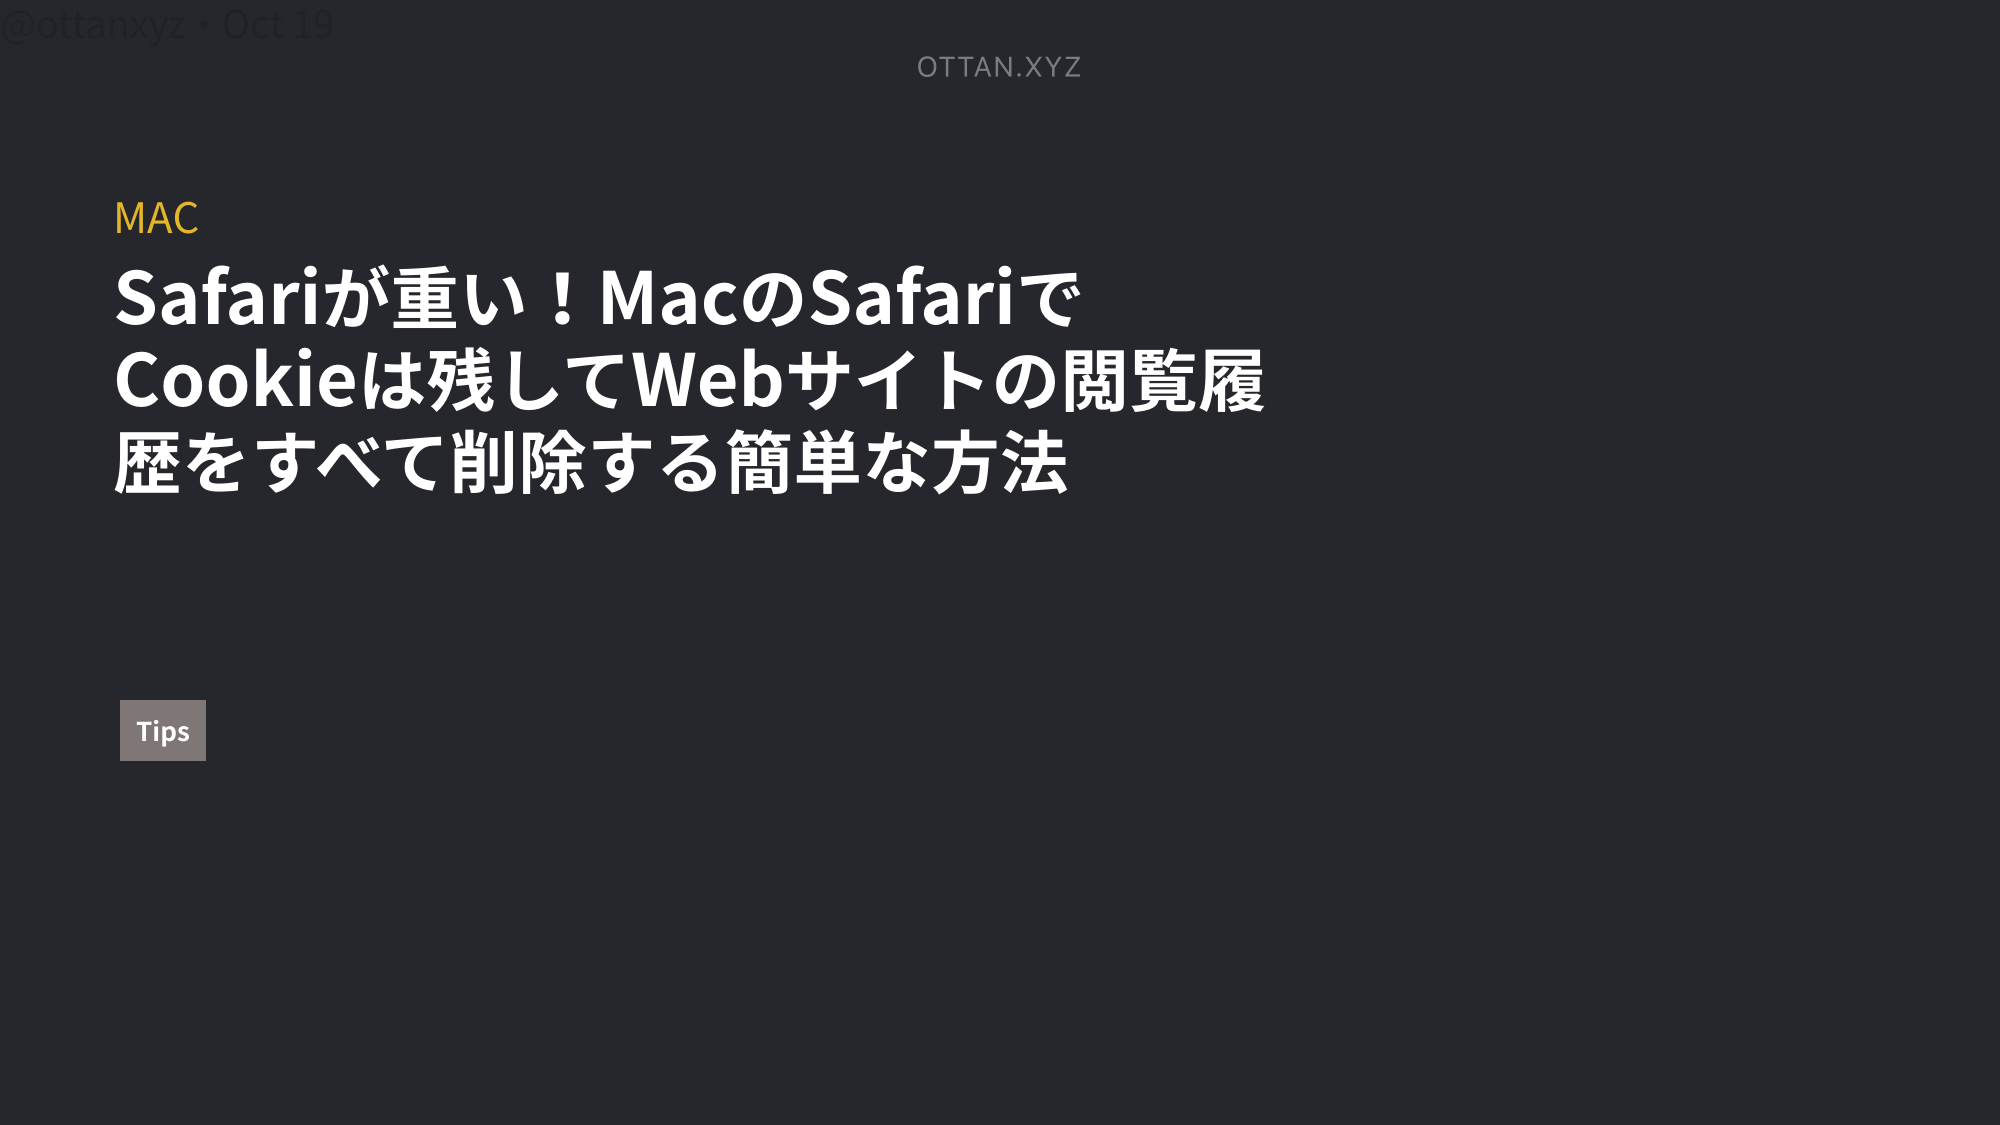 @ottanxyz・Oct 19
OTTAN.XYZ
MAC
Safariが重い！MacのSafariで
Cookieは残してWebサイトの閲覧履
歴をすべて削除する簡単な方法
Tips